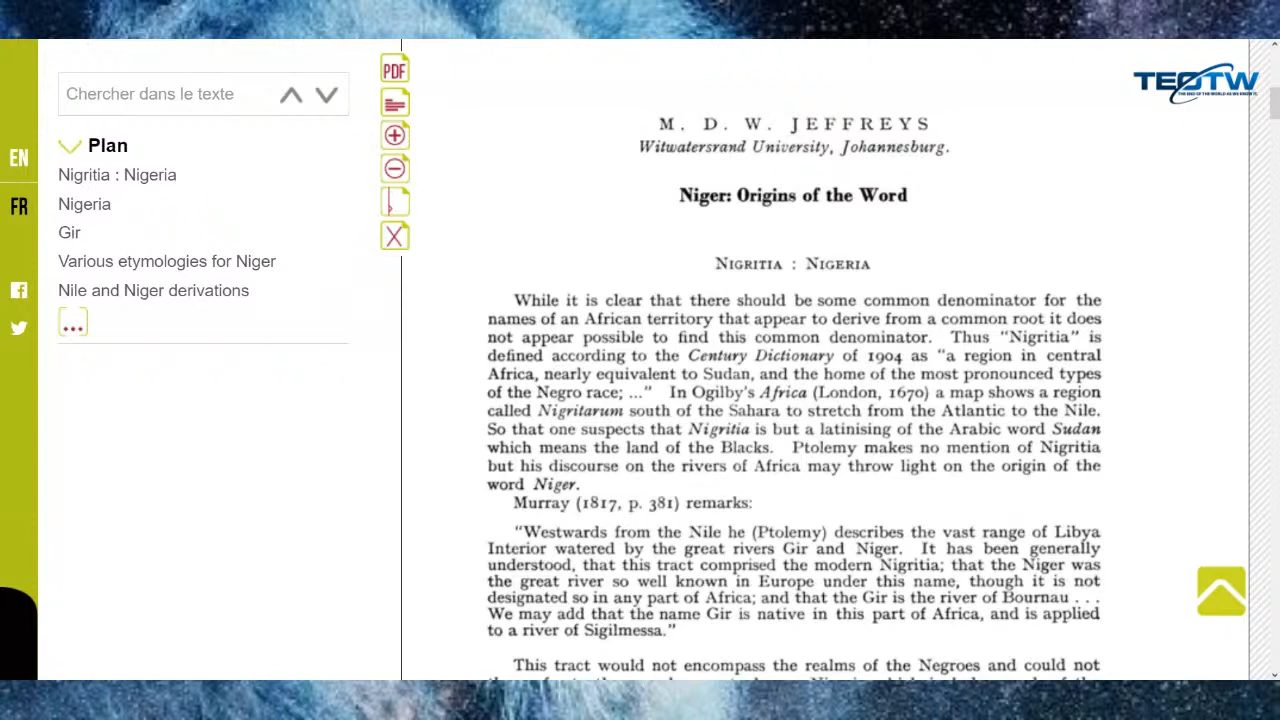 Chercher dans le texte
Plan
Nigritia : Nigeria
Nigeria
Gir
Various etymologies for Niger
Nile and Niger derivations
...
EN
FR
PDF
TEOTW
THE END OF THE WORLD AS WE KNOW IT
M. D. W. JEFFREYS
Witwatersrand University, Johannesburg.
Niger: Origins of the Word
NIGRITIA : NIGERIA
While it is clear that there should be some common denominator for the
names of an African territory that appear to derive from a common root it does
not appear possible to find this common denominator. Thus "Nigritia" is
defined according to the Century Dictionary of 1904 as "a region in central
Africa, nearly equivalent to Sudan, and the home of the most pronounced types
of the Negro race; ..." In Ogilby's Africa (London, 1670) a map shows a region
called Nigritarum south of the Sahara to stretch from the Atlantic to the Nile.
So that one suspects that Nigritia is but a latinising of the Arabic word Sudan
which means the land of the Blacks. Ptolemy makes no mention of Nigritia
but his discourse on the rivers of Africa may throw light on the origin of the
word Niger.
Murray (1817, p. 381) remarks:
"Westwards from the Nile he (Ptolemy) describes the vast range of Libya
Interior watered by the great rivers Gir and Niger. It has been generally
understood, that this tract comprised the modern Nigritia; that the Niger was
the great river so well known in Europe under this name, though it is not
designated so in any part of Africa; and that the Gir is the river of Bournau . . .
We may add that the name Gir is native in this part of Africa, and is applied
to a river of Sigilmessa."
This tract would not encompass the realms of the Negroes and could not